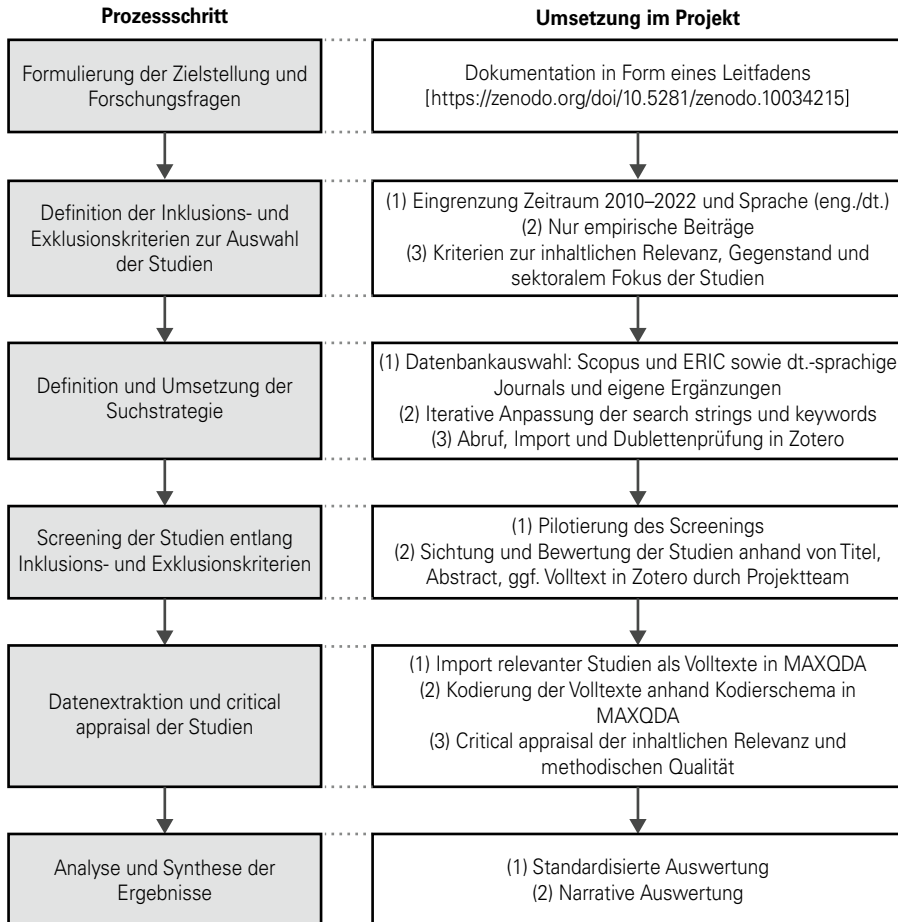 Prozessschritt
Umsetzung im Projekt
Formulierung der Zielstellung und
Forschungsfragen
Dokumentation in Form eines Leitfadens
[https://zenodo.org/doi/10.5281/zenodo.10034215]
Definition der Inklusions- und
Exklusionskriterien zur Auswahl
der Studien
(1) Eingrenzung Zeitraum 2010–2022 und Sprache (eng./dt.)
(2) Nur empirische Beiträge
(3) Kriterien zur inhaltlichen Relevanz, Gegenstand und
sektoralem Fokus der Studien
Definition und Umsetzung der
Suchstrategie
(1) Datenbankauswahl: Scopus und ERIC sowie dt.-sprachige
Journals und eigene Ergänzungen
(2) Iterative Anpassung der search strings und keywords
(3) Abruf, Import und Dublettenprüfung in Zotero
Screening der Studien entlang
Inklusions- und Exklusionskriterien
(1) Pilotierung des Screenings
(2) Sichtung und Bewertung der Studien anhand von Titel,
Abstract, ggf. Volltext in Zotero durch Projektteam
Datenextraktion und critical
appraisal der Studien
(1) Import relevanter Studien als Volltexte in MAXQDA
(2) Kodierung der Volltexte anhand Kodierschema in
MAXQDA
(3) Critical appraisal der inhaltlichen Relevanz und
methodischen Qualität
Analyse und Synthese der
Ergebnisse
(1) Standardisierte Auswertung
(2) Narrative Auswertung